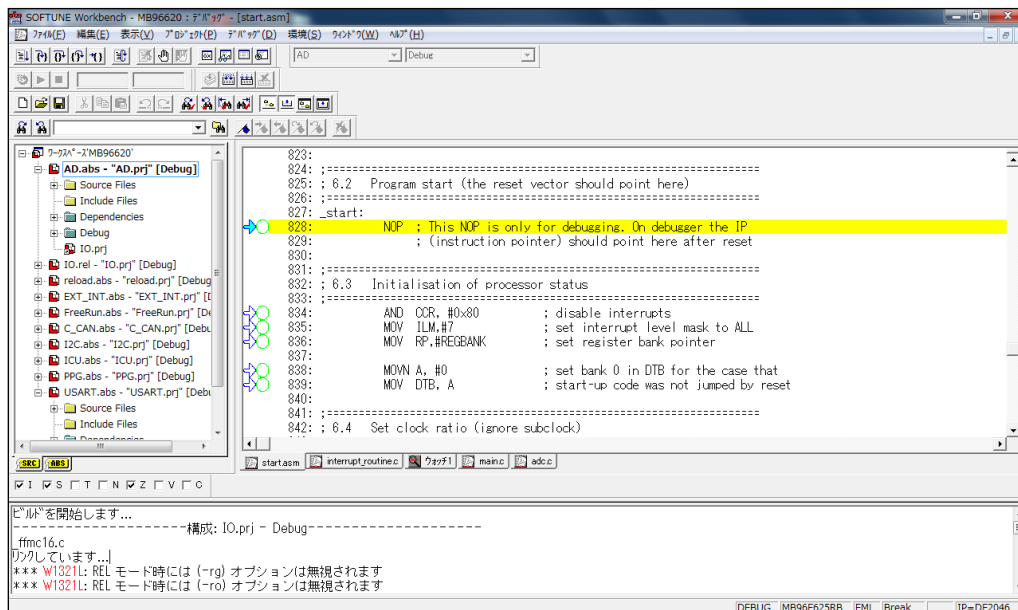 SOFTUNE Workbench - MB96620 : ﾃﾞﾊﾞｯｸﾞ - [start.asm]
ﾌｧｲﾙ(F) 編集(E) 表示(V) ﾌﾟﾛｼﾞｪｸﾄ(P) ﾃﾞﾊﾞｯｸﾞ(D) 環境(S) ｳｨﾝﾄﾞｳ(W) ﾍﾙﾌﾟ(H)
AD Debug
ﾜｰｸｽﾍﾟｰｽ'MB96620'
AD.abs - "AD.prj" [Debug]
Source Files
Include Files
Dependencies
Debug
IO.prj
IO.rel - "IO.prj" [Debug]
reload.abs - "reload.prj" [Debug
EXT_INT.abs - "EXT_INT.prj" [D
FreeRun.abs - "FreeRun.prj" [De
C_CAN.abs - "C_CAN.prj" [Debu
I2C.abs - "I2C.prj" [Debug]
ICU.abs - "ICU.prj" [Debug]
PPG.abs - "PPG.prj" [Debug]
USART.abs - "USART.prj" [Debu
Source Files
Include Files
Dependencies
SRC ABS
823:
824: ;====================================================================
825: ; 6.2 Program start (the reset vector should point here)
826: ;====================================================================
827: _start:
828: NOP ; This NOP is only for debugging. On debugger the IP
829: ; (instruction pointer) should point here after reset
830:
831: ;====================================================================
832: ; 6.3 Initialisation of processor status
833: ;====================================================================
834: AND CCR, #0x80 ; disable interrupts
835: MOV ILM,#7 ; set interrupt level mask to ALL
836: MOV RP,#REGBANK ; set register bank pointer
837:
838: MOVN A, #0 ; set bank 0 in DTB for the case that
839: MOV DTB, A ; start-up code was not jumped by reset
840:
841: ;====================================================================
842: ; 6.4 Set clock ratio (ignore subclock)
start.asm interrupt_routine.c ｳｫｯﾁ1 main.c adc.c
I S T N Z V C
ﾋﾞﾙﾄﾞを開始します...
--------------------構成: IO.prj - Debug--------------------
_ffmc16.c
ﾘﾝｸしています...
*** W1321L: REL モード時には (-rg) オプションは無視されます
*** W1321L: REL モード時には (-ro) オプションは無視されます
DEBUG MB96F625RB EML Break IP=DF2046